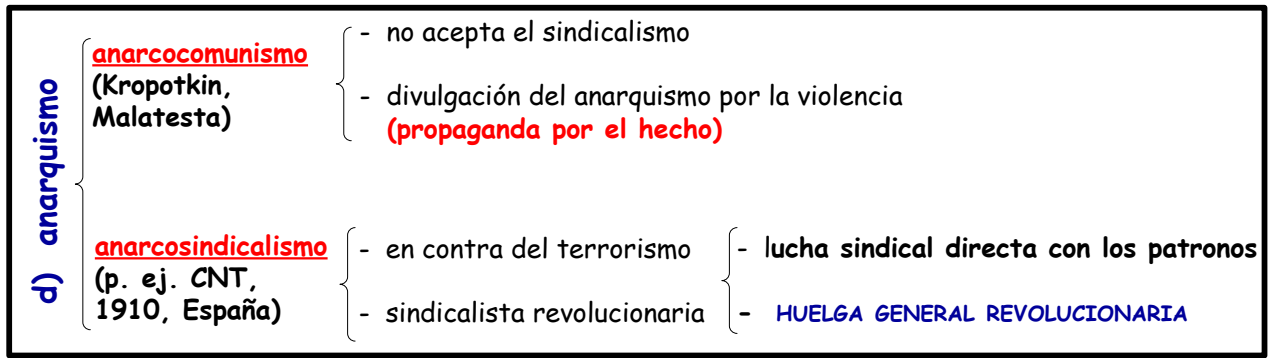 d) anarquismo
anarcocomunismo
(Kropotkin,
Malatesta)
- no acepta el sindicalismo
- divulgación del anarquismo por la violencia
(propaganda por el hecho)
anarcosindicalismo
(p. ej. CNT,
1910, España)
- en contra del terrorismo
- sindicalista revolucionaria
- lucha sindical directa con los patronos
- HUELGA GENERAL REVOLUCIONARIA